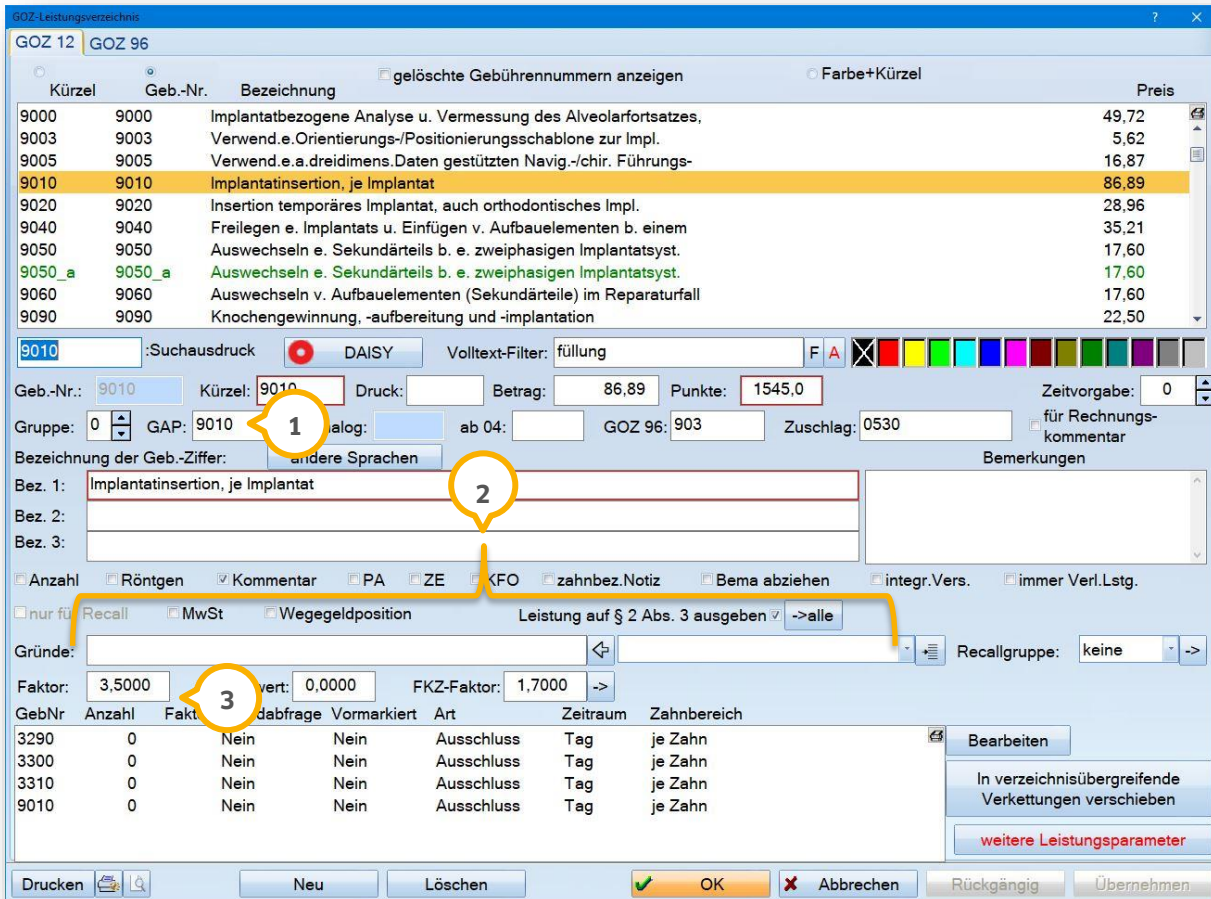 GOZ-Leistungsverzeichnis ? ×
GOZ 12 GOZ 96
gelöschte Gebührennummern anzeigen Farbe+Kürzel
Kürzel Geb.-Nr. Bezeichnung Preis
9000 9000 Implantatbezogene Analyse u. Vermessung des Alveolarfortsatzes, 49,72
9003 9003 Verwend.e.Orientierungs-/Positionierungsschablone zur Impl. 5,62
9005 9005 Verwend.e.a.dreidimens.Daten gestützten Navig.-/chir. Führungs- 16,87
9010 9010 Implantatinsertion, je Implantat 86,89
9020 9020 Insertion temporäres Implantat, auch orthodontisches Impl. 28,96
9040 9040 Freilegen e. Implantats u. Einfügen v. Aufbauelementen b. einem 35,21
9050 9050 Auswechseln e. Sekundärteils b. e. zweiphasigen Implantatsyst. 17,60
9050_a 9050_a Auswechseln e. Sekundärteils b. e. zweiphasigen Implantatsyst. 17,60
9060 9060 Auswechseln v. Aufbauelementen (Sekundärteile) im Reparaturfall 17,60
9090 9090 Knochengewinnung, -aufbereitung und -implantation 22,50
9010 :Suchausdruck DAISY Volltext-Filter: füllung F A X
Geb.-Nr.: 9010 Kürzel: 9010 Druck: Betrag: 86,89 Punkte: 1545,0 Zeitvorgabe: 0
Gruppe: 0 GAP: 9010 1 alog: ab 04: GOZ 96: 903 Zuschlag: 0530 für Rechnungs-
kommentar
Bezeichnung der Geb.-Ziffer: andere Sprachen Bemerkungen
Bez. 1: Implantatinsertion, je Implantat 2
Bez. 2:
Bez. 3:
Anzahl Röntgen Kommentar PA ZE KFO zahnbez.Notiz Bema abziehen integr.Vers. immer Verl.Lstg.
nur für Recall MwSt Wegegeldposition Leistung auf § 2 Abs. 3 ausgeben ->alle
Gründe: Recallgruppe: keine ->
Faktor: 3,5000 3 wert: 0,0000 FKZ-Faktor: 1,7000 ->
GebNr Anzahl Fakt dabfrage Vormarkiert Art Zeitraum Zahnbereich
3290 0 Nein Nein Ausschluss Tag je Zahn
3300 0 Nein Nein Ausschluss Tag je Zahn
3310 0 Nein Nein Ausschluss Tag je Zahn
9010 0 Nein Nein Ausschluss Tag je Zahn
Bearbeiten
In verzeichnisübergreifende
Verkettungen verschieben
weitere Leistungsparameter
Drucken Neu Löschen OK Abbrechen Rückgängig Übernehmen